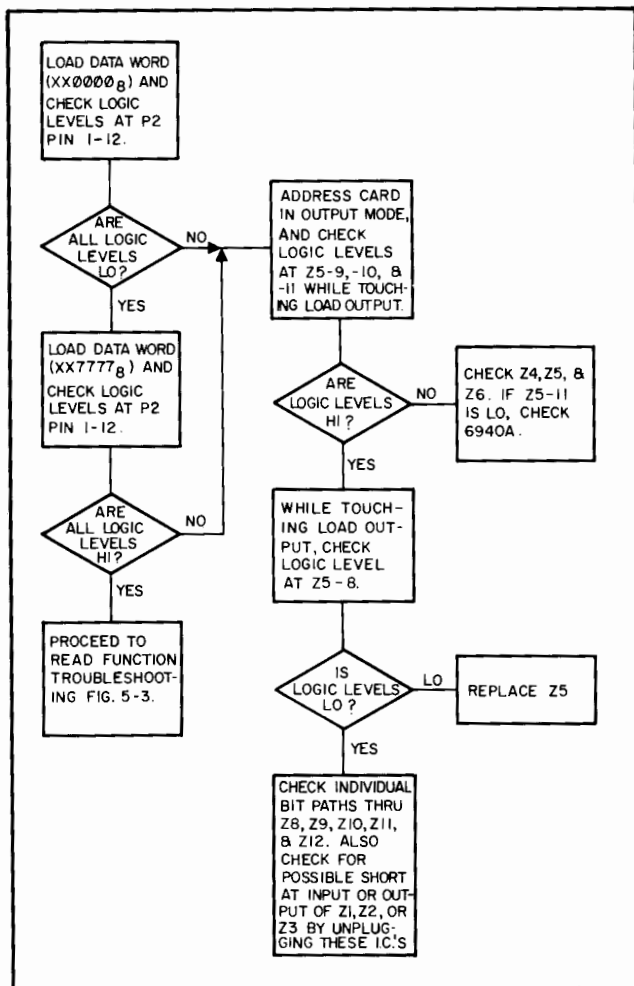 LOAD DATA WORD
(XX0000₈) AND
CHECK LOGIC
LEVELS AT P2
PIN 1-12.
ARE
ALL LOGIC
LEVELS
LO?
NO
YES
LOAD DATA WORD
(XX7777₈) AND
CHECK LOGIC
LEVELS AT P2
PIN 1-12.
ARE
ALL LOGIC
LEVELS
HI?
NO
YES
PROCEED TO
READ FUNCTION
TROUBLESHOOT-
ING FIG. 5-3.
ADDRESS CARD
IN OUTPUT MODE,
AND CHECK
LOGIC LEVELS
AT Z5-9,-10, &
-11 WHILE TOUCH-
ING LOAD OUTPUT.
ARE
LOGIC LEVELS
HI?
NO
CHECK Z4,Z5, &
Z6. IF Z5-11
IS LO, CHECK
6940A.
YES
WHILE TOUCH-
ING LOAD OUT-
PUT, CHECK
LOGIC LEVEL
AT Z5-8.
IS
LOGIC LEVELS
LO?
LO
REPLACE Z5
YES
CHECK INDIVIDUAL
BIT PATHS THRU
Z8,Z9,Z10,Z11,
& Z12. ALSO
CHECK FOR
POSSIBLE SHORT
AT INPUT OR OUT-
PUT OF Z1,Z2, OR
Z3 BY UNPLUG-
GING THESE I.C.'S